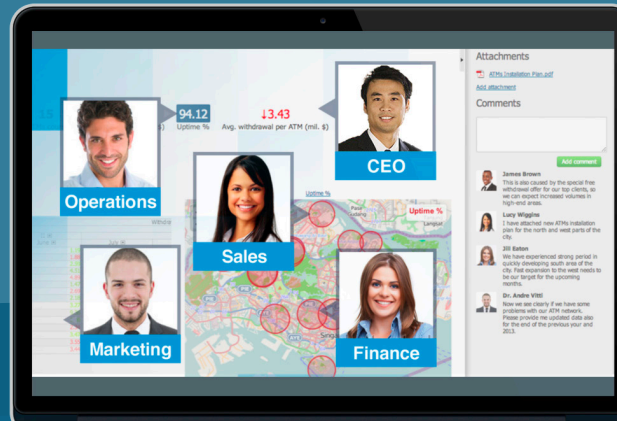 Attachments
ATMs Installation Plan.pdf
Add attachment
Comments
Add comment
94.12
Uptime %
↓3.43
Avg. withdrawal per ATM (mil. $)
CEO
Operations
Sales
Uptime %
Uptime %
Marketing
Finance
July W.
James Brown
This is also caused by the special free
withdrawal offer for our top clients, so
we can expect increased volumes in
high-end areas.
Lucy Wiggins
I have attached new ATMs installation
plan for the north and west parts of the
city.
Jill Eaton
We have experienced strong period in
quickly developing south area of the
city. Fast expansion to the west needs to
be our target for the upcoming
months.
Dr. Andre Vitti
Now we see clearly if we have some
problems with our ATM network.
Please provide me updated data also
for the end of the previous year and
2013.